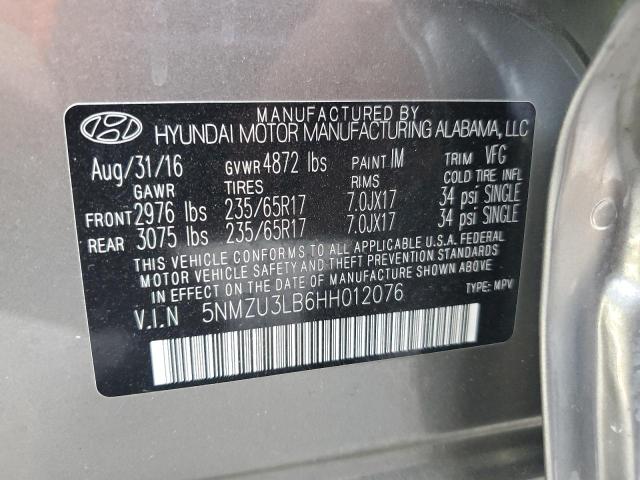 MANUFACTURED BY
HYUNDAI MOTOR MANUFACTURING ALABAMA, LLC
Aug/31/16 GVWR 4872 lbs PAINT IM TRIM VFG
GAWR TIRES RIMS COLD TIRE INFL
FRONT 2976 lbs 235/65R17 7.0JX17 34 psi SINGLE
REAR 3075 lbs 235/65R17 7.0JX17 34 psi SINGLE
THIS VEHICLE CONFORMS TO ALL APPLICABLE U.S.A. FEDERAL
MOTOR VEHICLE SAFETY AND THEFT PREVENTION STANDARDS
IN EFFECT ON THE DATE OF MANUFACTURE SHOWN ABOVE.
V.I.N 5NMZU3LB6HH012076 TYPE: MPV